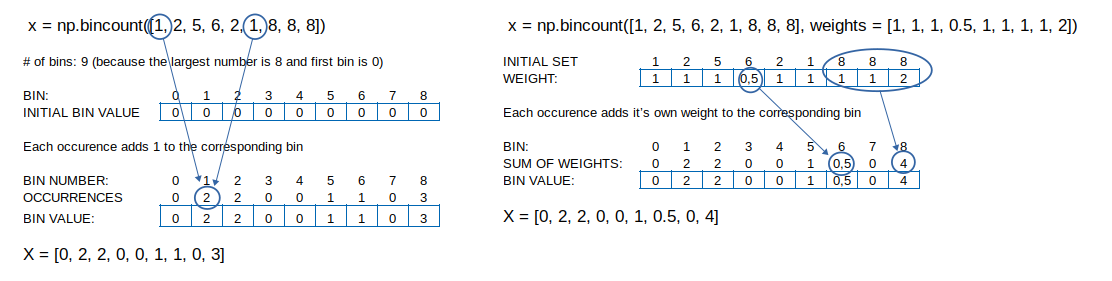 x = np.bincount([1, 2, 5, 6, 2, 1, 8, 8, 8])
# of bins: 9 (because the largest number is 8 and first bin is 0)
BIN: 0 1 2 3 4 5 6 7 8
INITIAL BIN VALUE 0 0 0 0 0 0 0 0 0
Each occurence adds 1 to the corresponding bin
BIN NUMBER: 0 1 2 3 4 5 6 7 8
OCCURRENCES 0 2 2 0 0 1 1 0 3
BIN VALUE: 0 2 2 0 0 1 1 0 3
X = [0, 2, 2, 0, 0, 1, 1, 0, 3]
x = np.bincount([1, 2, 5, 6, 2, 1, 8, 8, 8], weights = [1, 1, 1, 0.5, 1, 1, 1, 1, 2])
INITIAL SET 1 2 5 6 2 1 8 8 8
WEIGHT: 1 1 1 0,5 1 1 1 1 2
Each occurence adds it's own weight to the corresponding bin
BIN: 0 1 2 3 4 5 6 7 8
SUM OF WEIGHTS: 0 2 2 0 0 1 0,5 0 4
BIN VALUE: 0 2 2 0 0 1 0,5 0 4
X = [0, 2, 2, 0, 0, 1, 0.5, 0, 4]